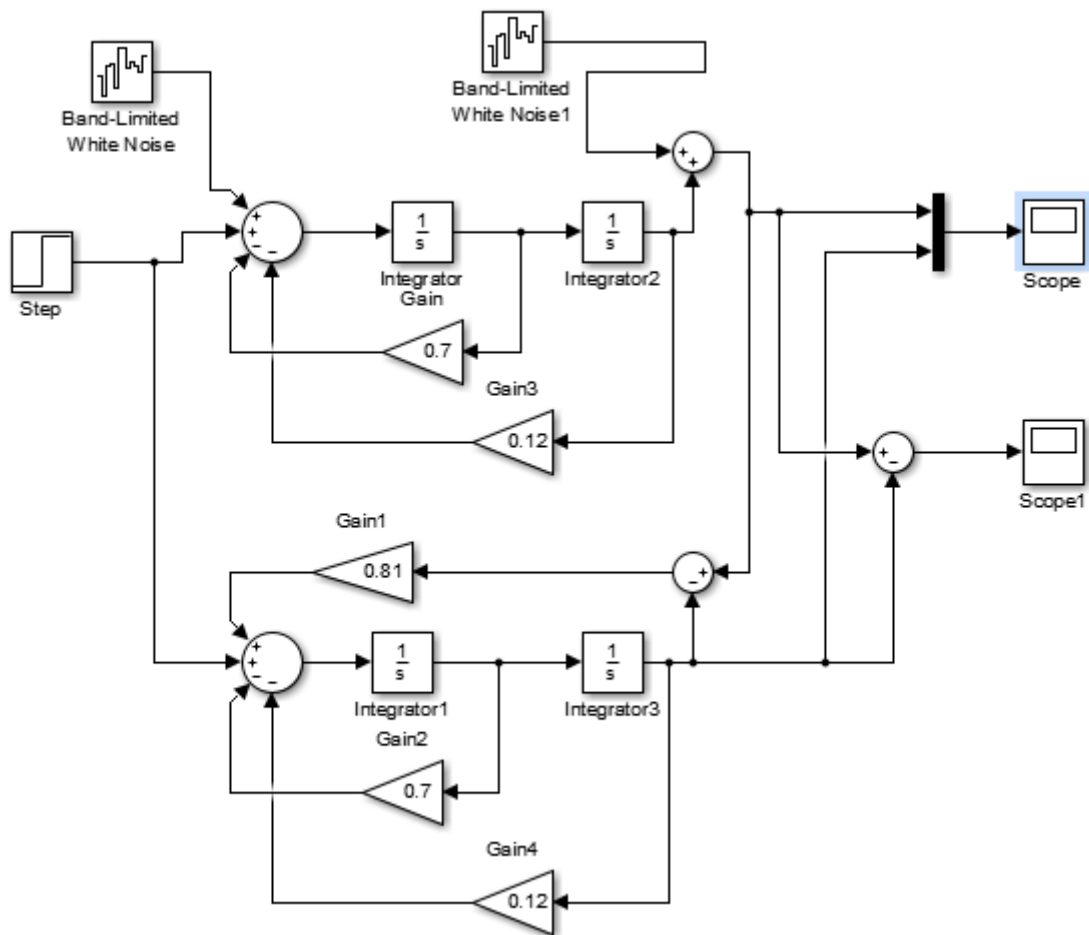 Band-Limited
White Noise1
Band-Limited
White Noise
+
+
+
+
−
−
Step
1
s
Integrator
Gain
1
s
Integrator2
Scope
0.7
Gain3
0.12
+
−
Scope1
Gain1
0.81
−
+
+
+
−
−
1
s
Integrator1
1
s
Integrator3
Gain2
0.7
Gain4
0.12